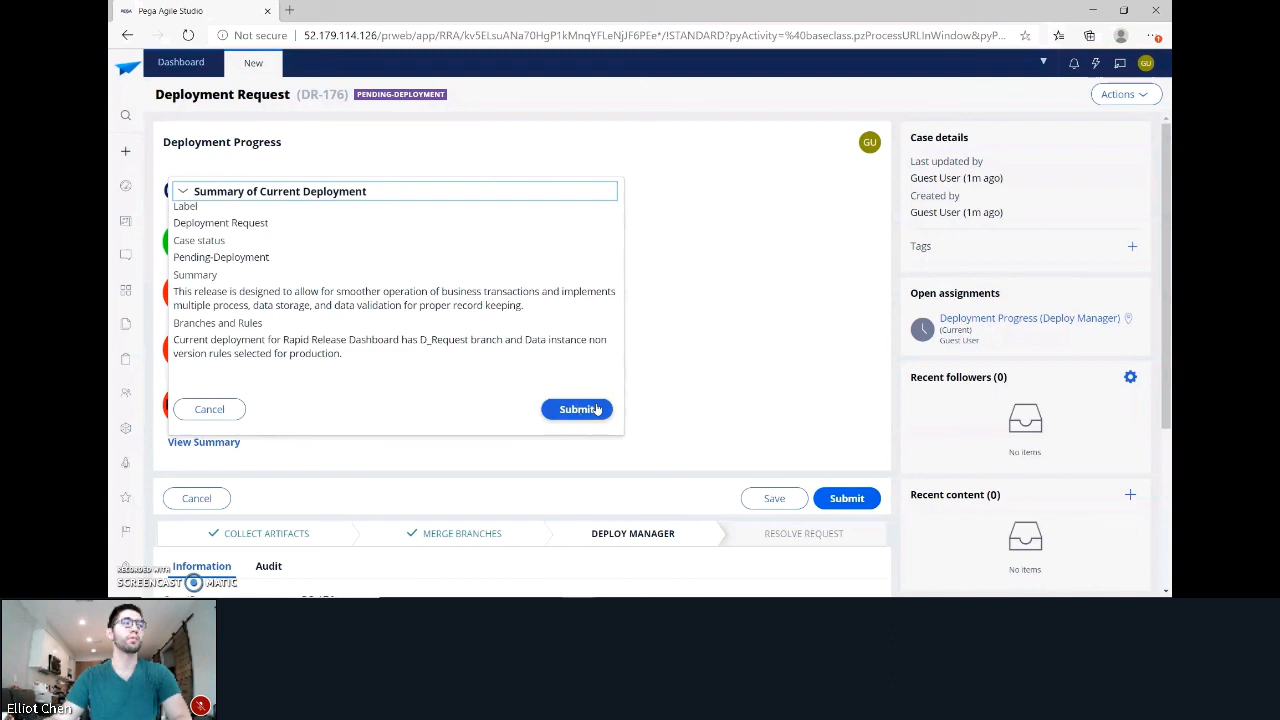 PEGA Pega Agile Studio
Not secure 52.179.114.126/prweb/app/RRA/kv5ELsuANa70HgP1kMnqYFLeNjJF6PEe*/!STANDARD?pyActivity=%40baseclass.pzProcessURLInWindow&pyP...
Dashboard New GU
Deployment Request (DR-176) PENDING-DEPLOYMENT Actions
Deployment Progress GU
Summary of Current Deployment
Label
Deployment Request
Case status
Pending-Deployment
Summary
This release is designed to allow for smoother operation of business transactions and implements
multiple process, data storage, and data validation for proper record keeping.
Branches and Rules
Current deployment for Rapid Release Dashboard has D_Request branch and Data instance non
version rules selected for production.
Cancel Submit
View Summary
Cancel Save Submit
COLLECT ARTIFACTS MERGE BRANCHES DEPLOY MANAGER RESOLVE REQUEST
Information Audit
Case details
Last updated by
Guest User (1m ago)
Created by
Guest User (1m ago)
Tags
Open assignments
Deployment Progress (Deploy Manager)
(Current)
Guest User
Recent followers (0)
No items
Recent content (0)
No items
RECORDED WITH
SCREENCAST MATIC
Elliot Chen